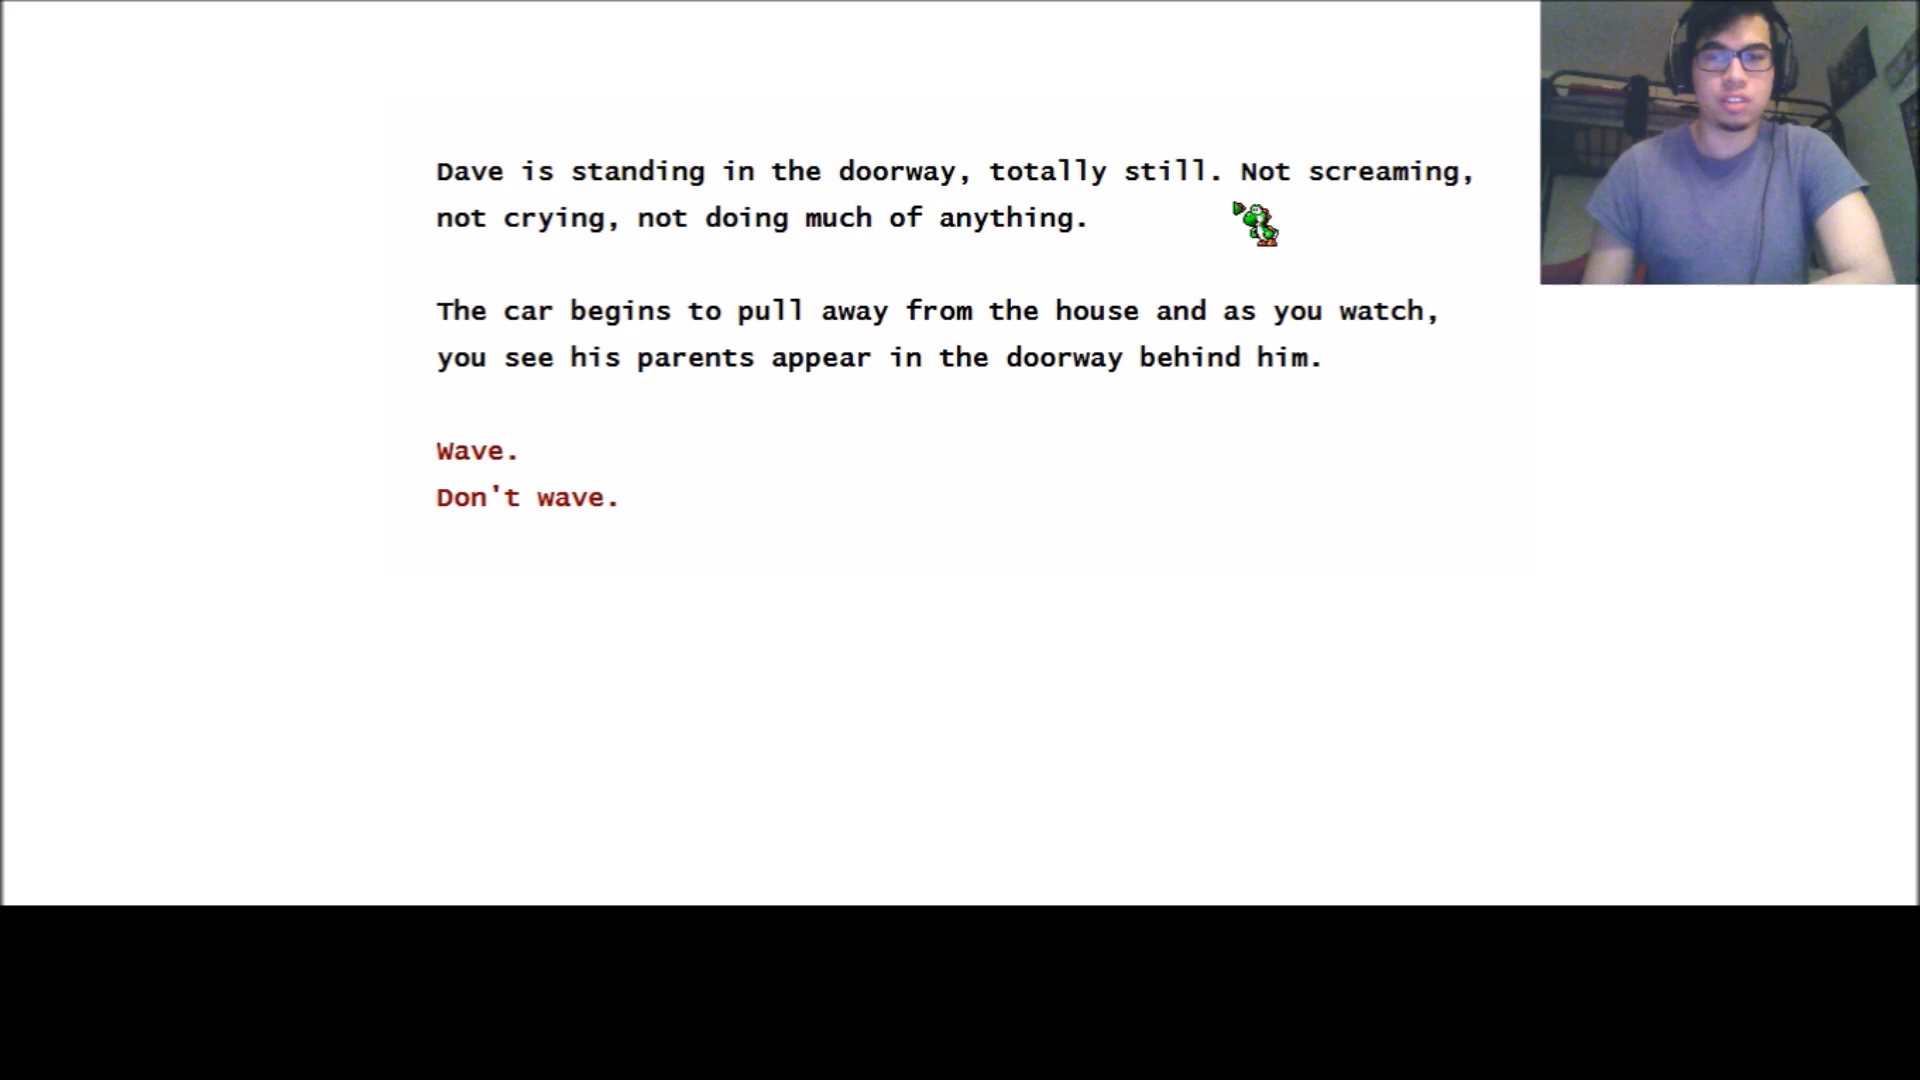 Dave is standing in the doorway, totally still. Not screaming,
not crying, not doing much of anything.
The car begins to pull away from the house and as you watch,
you see his parents appear in the doorway behind him.
Wave.
Don't wave.